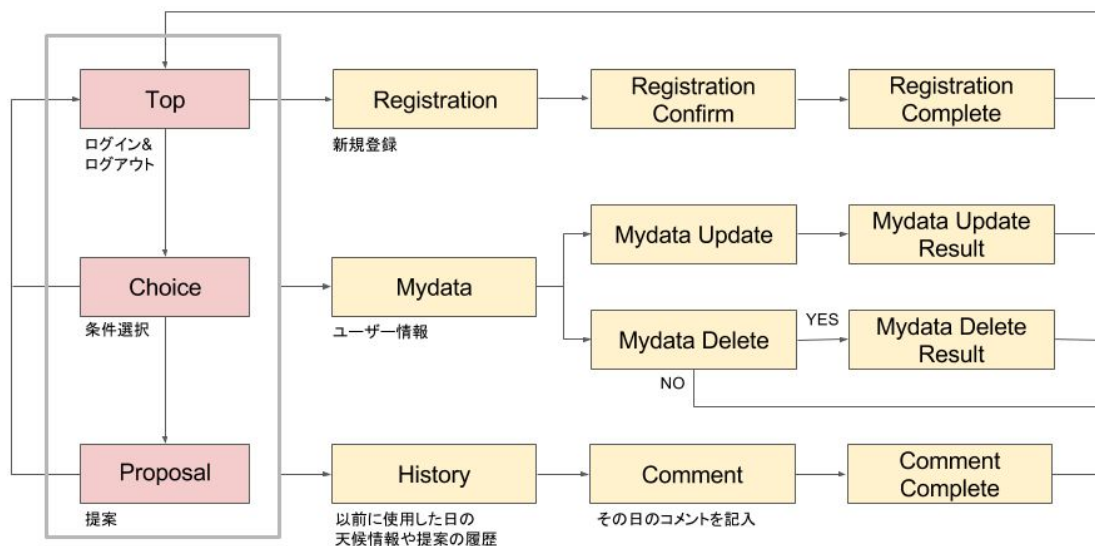 Top
ログイン&
ログアウト
Registration
新規登録
Registration
Confirm
Registration
Complete
Choice
条件選択
Mydata
ユーザー情報
Mydata Update
Mydata Update
Result
Mydata Delete
YES
NO
Mydata Delete
Result
Proposal
提案
History
以前に使用した日の
天候情報や提案の履歴
Comment
その日のコメントを記入
Comment
Complete